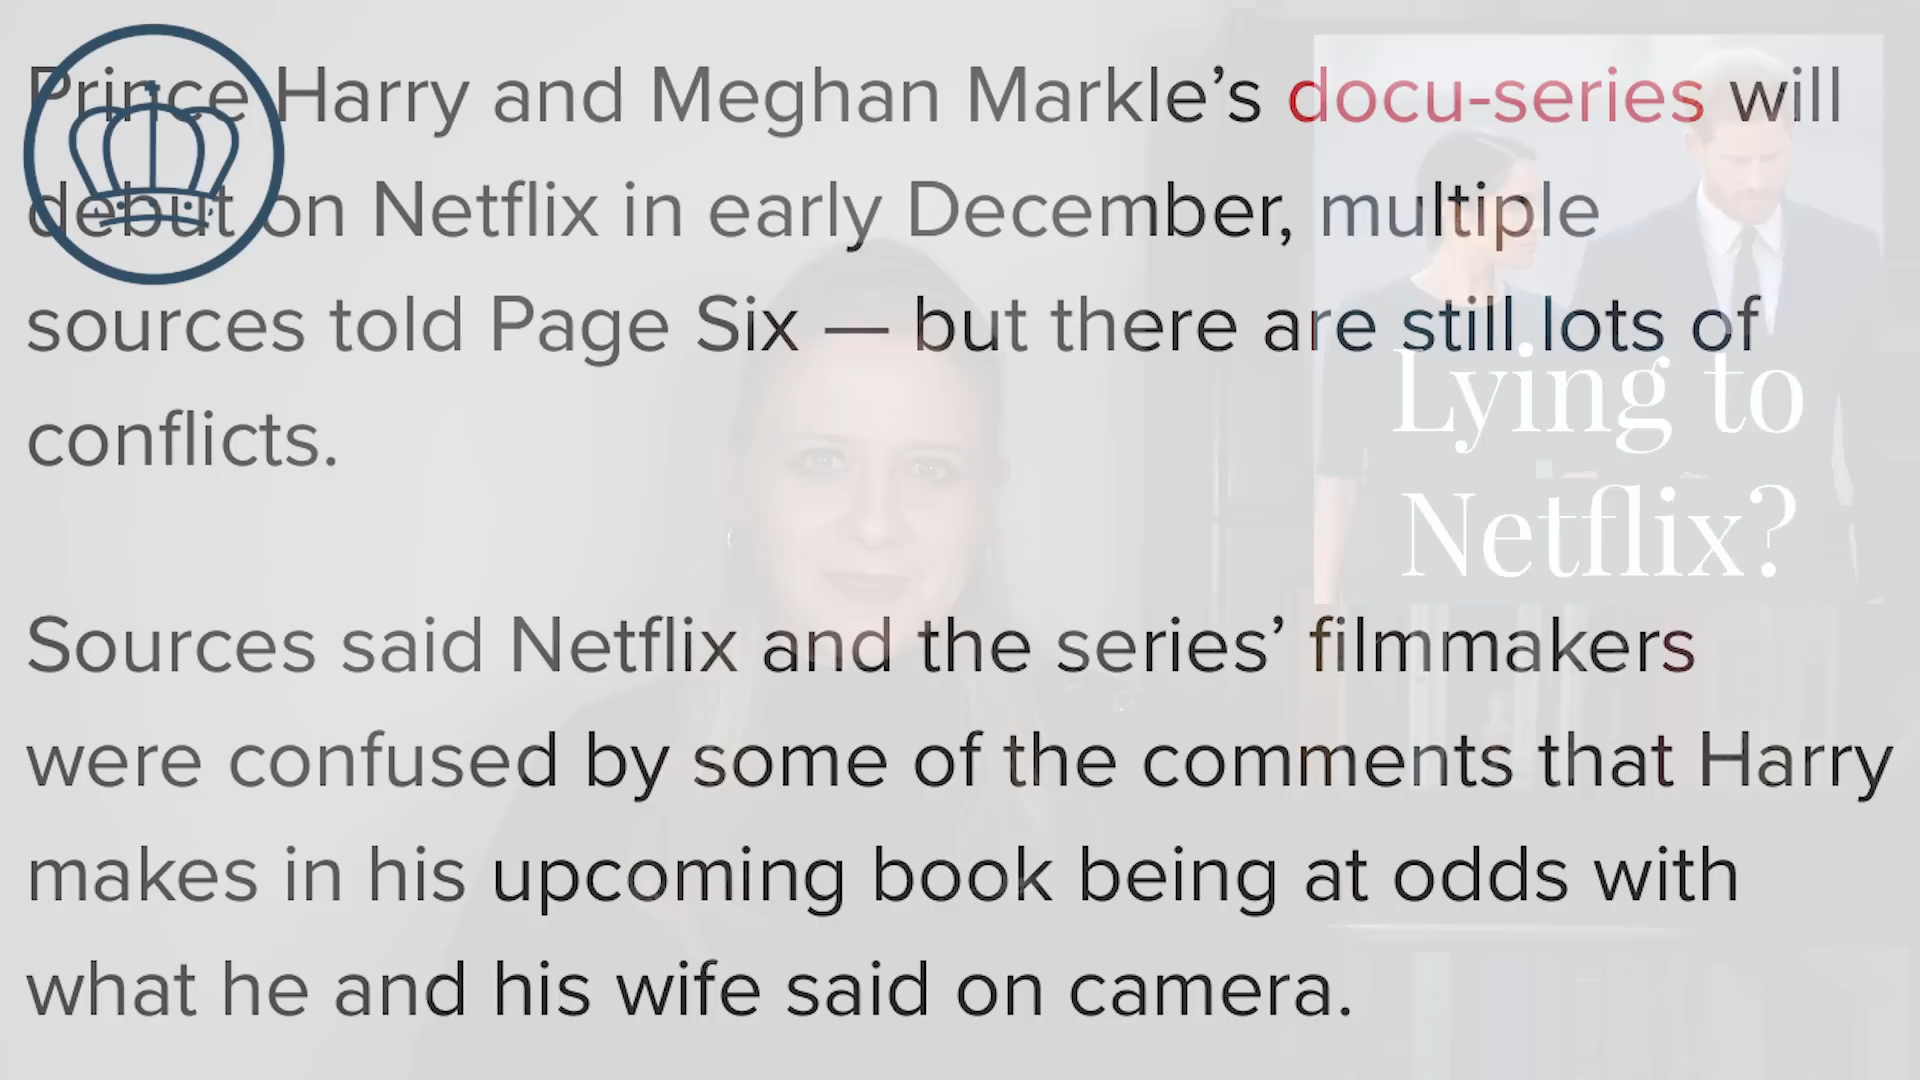 Prince Harry and Meghan Markle’s docu-series will
debut on Netflix in early December, multiple
sources told Page Six — but there are still lots of
conflicts.
Sources said Netflix and the series’ filmmakers
were confused by some of the comments that Harry
makes in his upcoming book being at odds with
what he and his wife said on camera.
Lying to
Netflix?